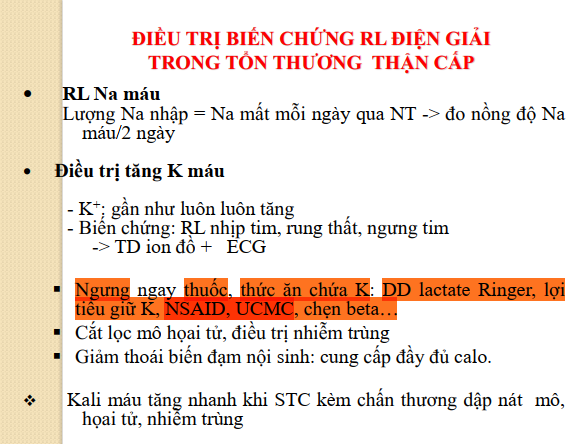 ĐIỀU TRỊ BIẾN CHỨNG RL ĐIỆN GIẢI
TRONG TỔN THƯƠNG THẬN CẤP
• RL Na máu
Lượng Na nhập = Na mất mỗi ngày qua NT -> đo nồng độ Na
máu/2 ngày
• Điều trị tăng K máu
- K⁺: gần như luôn luôn tăng
- Biến chứng: RL nhịp tim, rung thất, ngưng tim
-> TD ion đồ + ECG
▪ Ngưng ngay thuốc, thức ăn chứa K: DD lactate Ringer, lợi
tiểu giữ K, NSAID, UCMC, chẹn beta…
▪ Cắt lọc mô họai tử, điều trị nhiễm trùng
▪ Giảm thoái biến đạm nội sinh: cung cấp đầy đủ calo.
❖ Kali máu tăng nhanh khi STC kèm chấn thương dập nát mô,
họai tử, nhiễm trùng